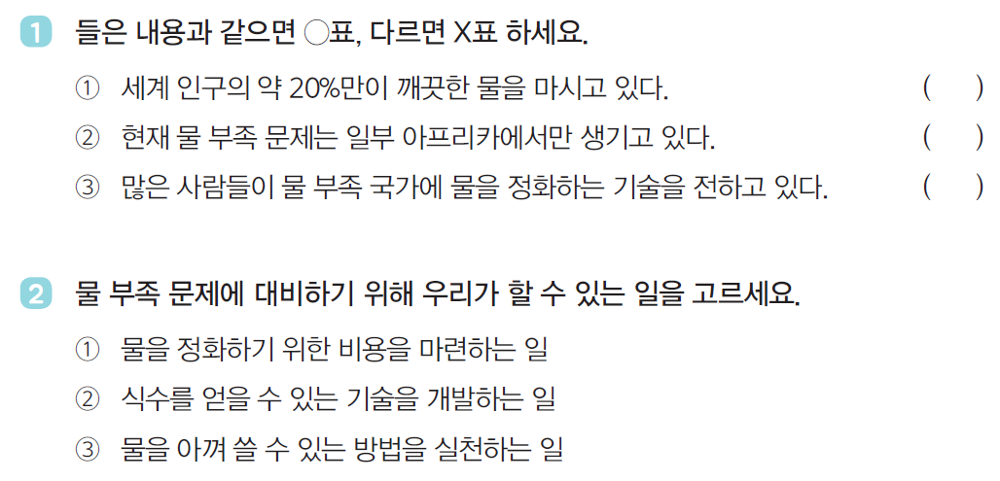 1 들은 내용과 같으면 ◯표, 다르면 X표 하세요.
① 세계 인구의 약 20%만이 깨끗한 물을 마시고 있다. ( )
② 현재 물 부족 문제는 일부 아프리카에서만 생기고 있다. ( )
③ 많은 사람들이 물 부족 국가에 물을 정화하는 기술을 전하고 있다. ( )
2 물 부족 문제에 대비하기 위해 우리가 할 수 있는 일을 고르세요.
① 물을 정화하기 위한 비용을 마련하는 일
② 식수를 얻을 수 있는 기술을 개발하는 일
③ 물을 아껴 쓸 수 있는 방법을 실천하는 일